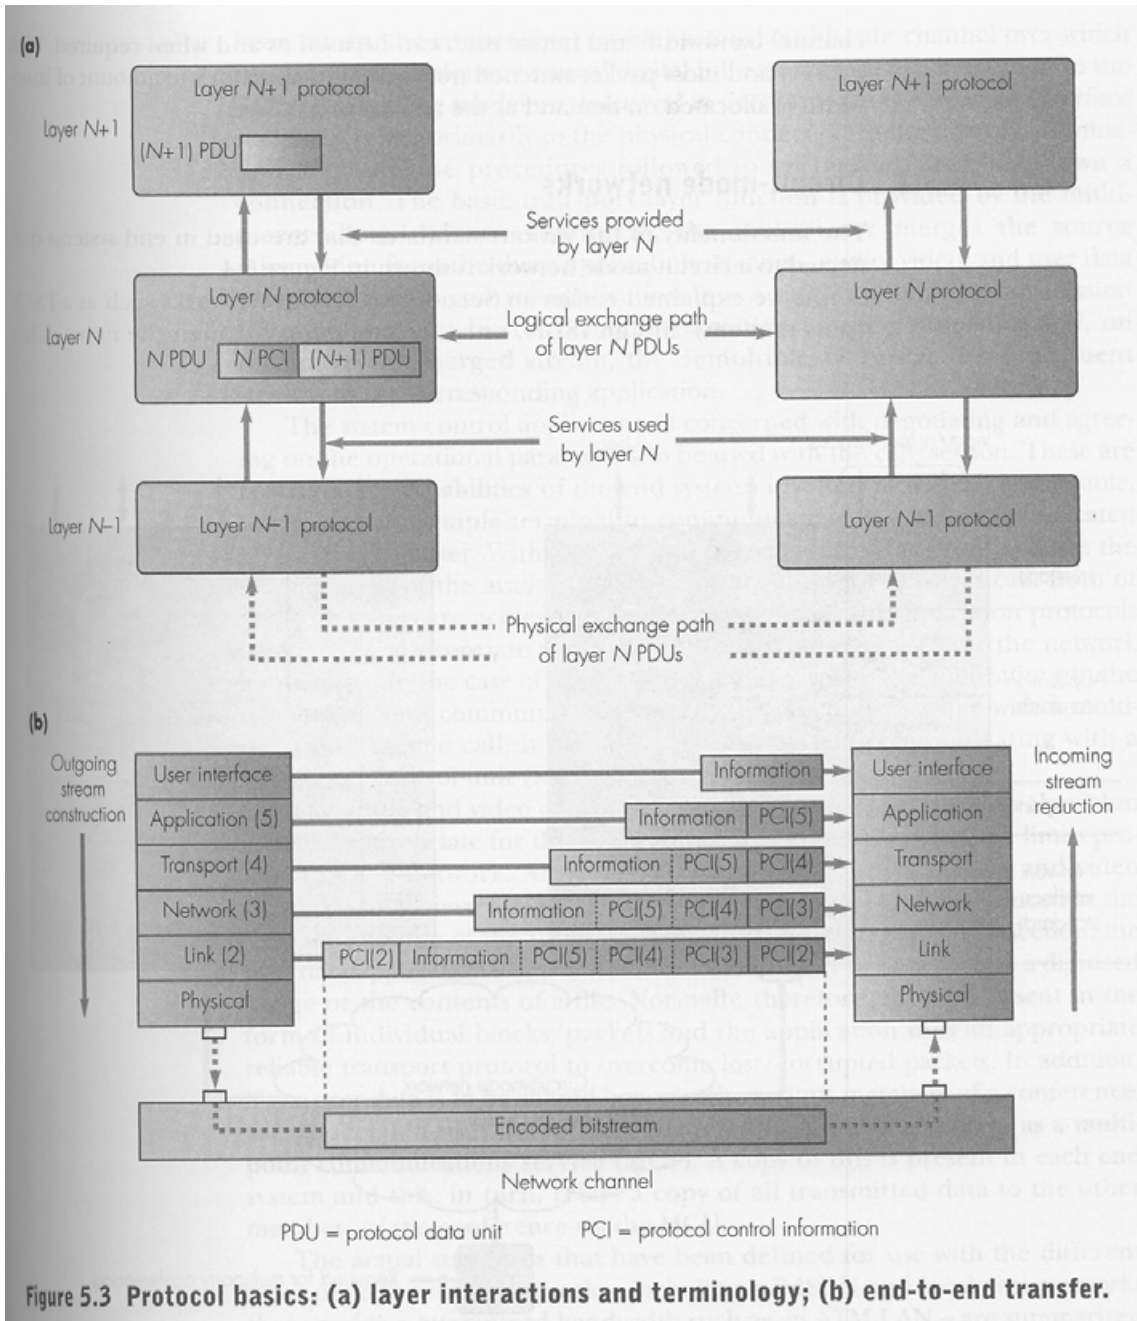 (a)
Layer N+1 protocol
Layer N+1 protocol
Layer N+1
(N+1) PDU
Services provided
by layer N
Layer N protocol
Layer N protocol
Layer N
Logical exchange path
of layer N PDUs
N PDU N PCI (N+1) PDU
Services used
by layer N
Layer N–1
Layer N–1 protocol
Layer N–1 protocol
Physical exchange path
of layer N PDUs
(b)
Outgoing
stream
construction
Incoming
stream
reduction
User interface Information User interface
Application (5) Information PCI(5) Application
Transport (4) Information PCI(5) PCI(4) Transport
Network (3) Information PCI(5) PCI(4) PCI(3) Network
Link (2) PCI(2) Information PCI(5) PCI(4) PCI(3) PCI(2) Link
Physical Physical
Encoded bitstream
Network channel
PDU = protocol data unit PCI = protocol control information
Figure 5.3 Protocol basics: (a) layer interactions and terminology; (b) end-to-end transfer.